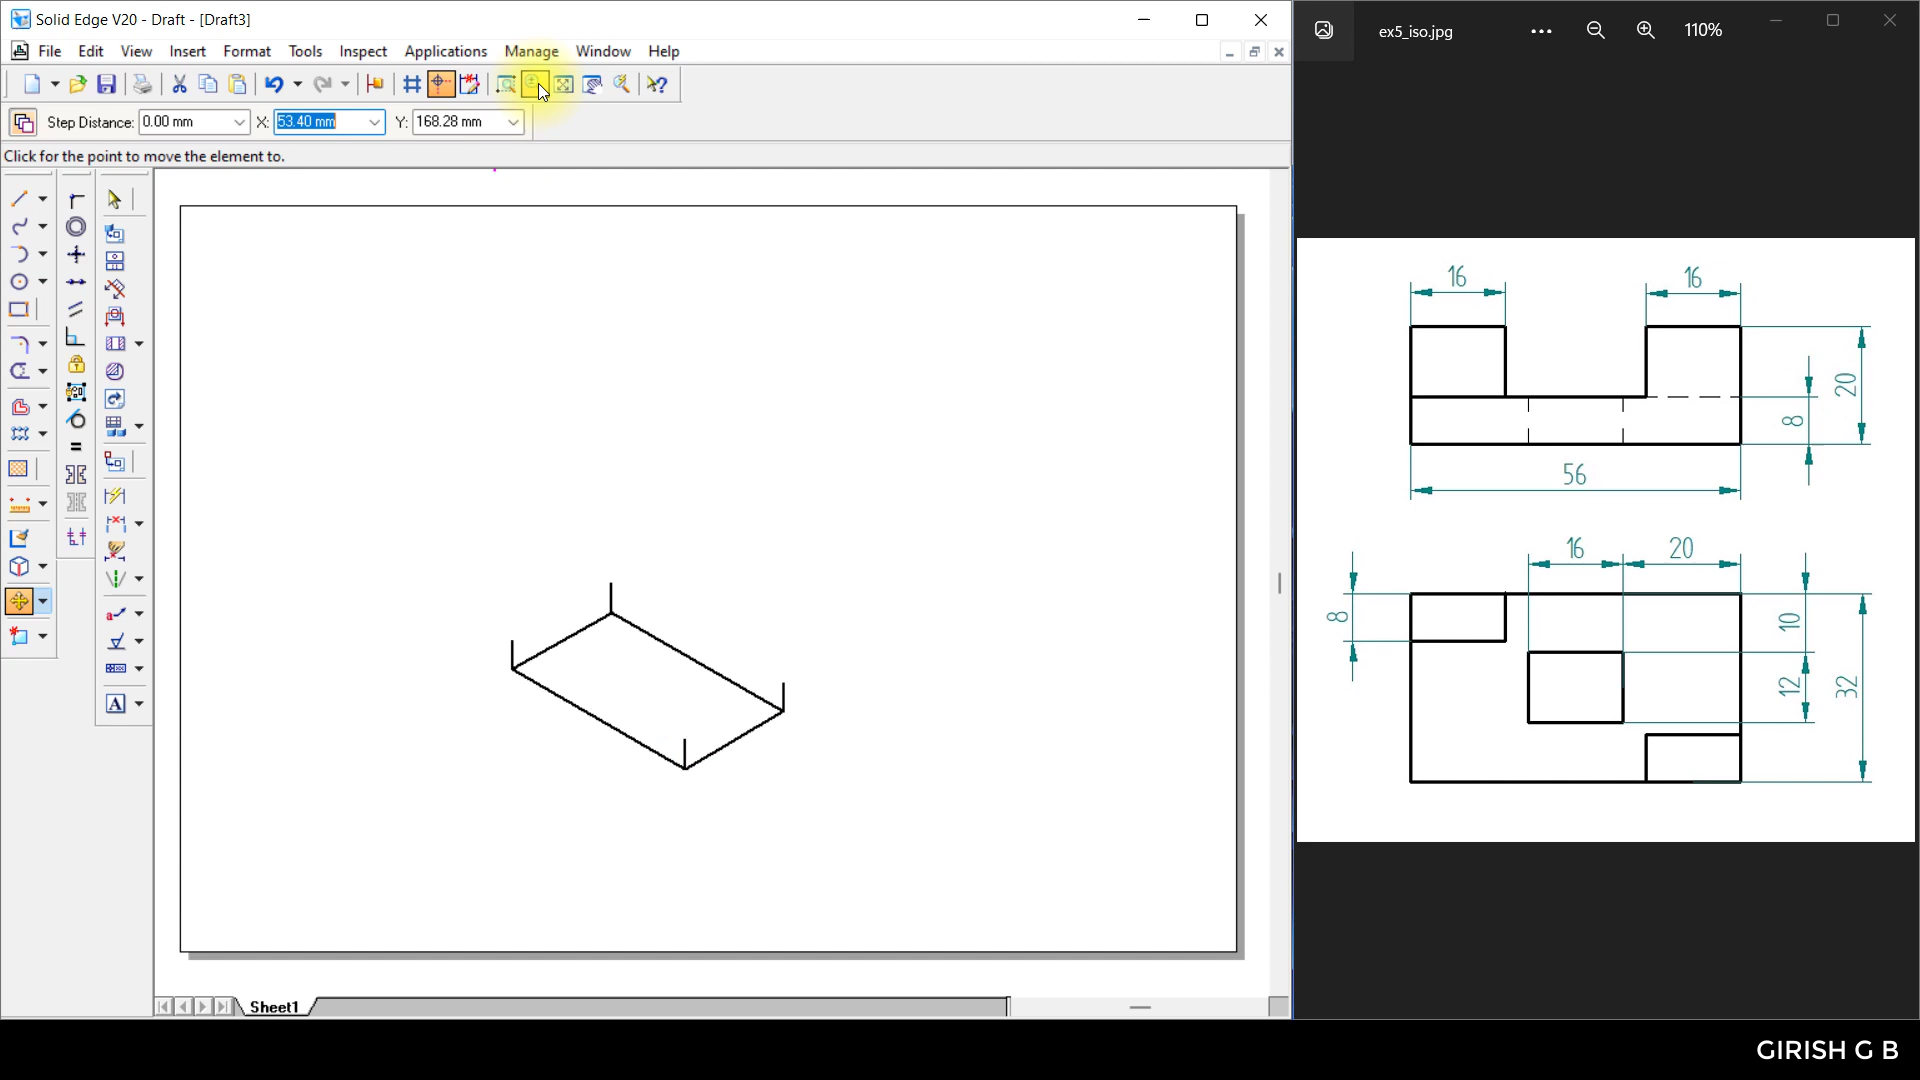 Solid Edge V20 - Draft - [Draft3]
File Edit View Insert Format Tools Inspect Applications Manage Window Help
Step Distance: 0.00 mm X: 53.40 mm Y: 168.28 mm
Click for the point to move the element to.
A
Sheet1
ex5_iso.jpg
110%
16
16
20
8
56
16
20
8
10
12
32
GIRISH G B